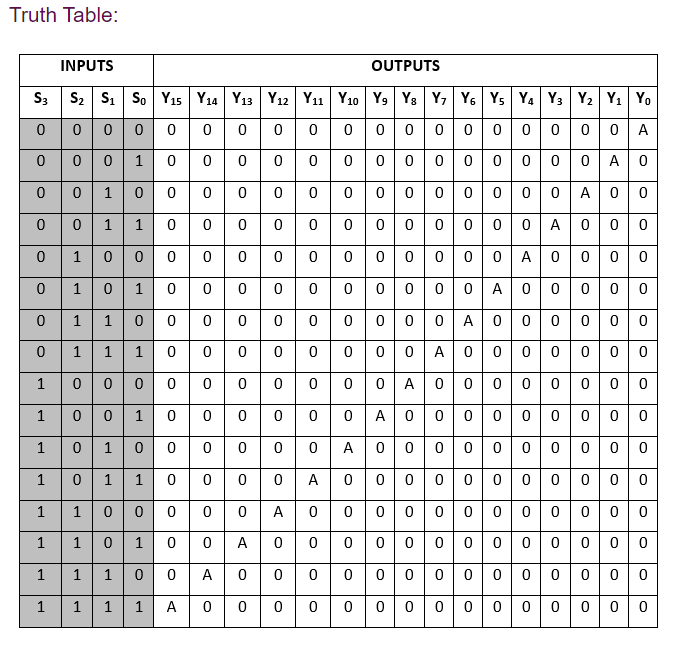 Truth Table:
INPUTS OUTPUTS
S₃ S₂ S₁ S₀ Y₁₅ Y₁₄ Y₁₃ Y₁₂ Y₁₁ Y₁₀ Y₉ Y₈ Y₇ Y₆ Y₅ Y₄ Y₃ Y₂ Y₁ Y₀
0 0 0 0 0 0 0 0 0 0 0 0 0 0 0 0 0 0 0 A
0 0 0 1 0 0 0 0 0 0 0 0 0 0 0 0 0 0 A 0
0 0 1 0 0 0 0 0 0 0 0 0 0 0 0 0 0 A 0 0
0 0 1 1 0 0 0 0 0 0 0 0 0 0 0 0 A 0 0 0
0 1 0 0 0 0 0 0 0 0 0 0 0 0 0 A 0 0 0 0
0 1 0 1 0 0 0 0 0 0 0 0 0 0 A 0 0 0 0 0
0 1 1 0 0 0 0 0 0 0 0 0 0 A 0 0 0 0 0 0
0 1 1 1 0 0 0 0 0 0 0 0 A 0 0 0 0 0 0 0
1 0 0 0 0 0 0 0 0 0 0 A 0 0 0 0 0 0 0 0
1 0 0 1 0 0 0 0 0 0 A 0 0 0 0 0 0 0 0 0
1 0 1 0 0 0 0 0 0 A 0 0 0 0 0 0 0 0 0 0
1 0 1 1 0 0 0 0 A 0 0 0 0 0 0 0 0 0 0 0
1 1 0 0 0 0 0 A 0 0 0 0 0 0 0 0 0 0 0 0
1 1 0 1 0 0 A 0 0 0 0 0 0 0 0 0 0 0 0 0
1 1 1 0 0 A 0 0 0 0 0 0 0 0 0 0 0 0 0 0
1 1 1 1 A 0 0 0 0 0 0 0 0 0 0 0 0 0 0 0